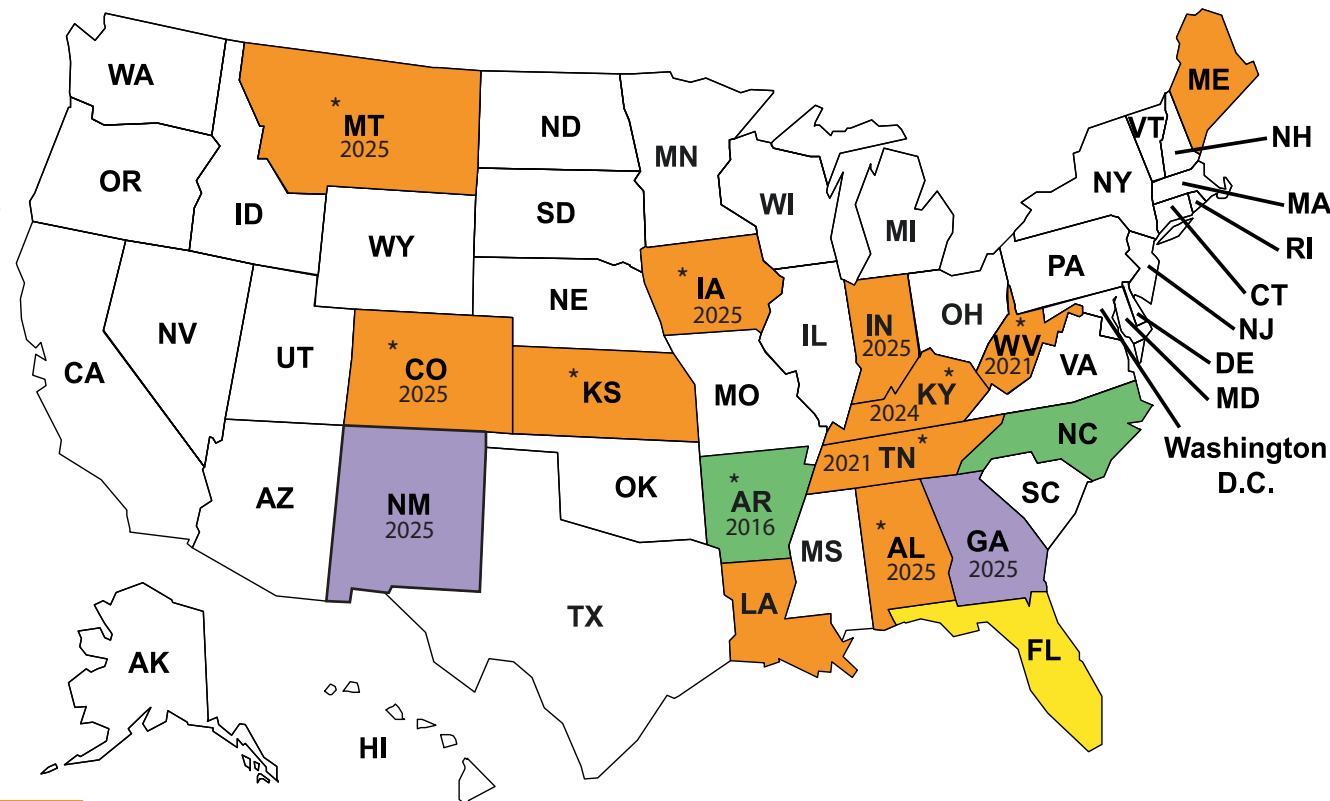 WA
*
MT
2025
ND
MN
ME
VT
NH
OR
ID
SD
WI
MI
NY
MA
WY
RI
PA
CT
*
IA
2025
NE
NJ
NV
UT
*
CO
2025
IL
IN
2025
OH
*
WV
2021
VA
DE
CA
*
KS
MO
*
KY
2024
MD
2021 TN*
NC
Washington
D.C.
AZ
NM
2025
OK
*
AR
2016
SC
MS
*
AL
2025
GA
2025
TX
LA
FL
AK
HI